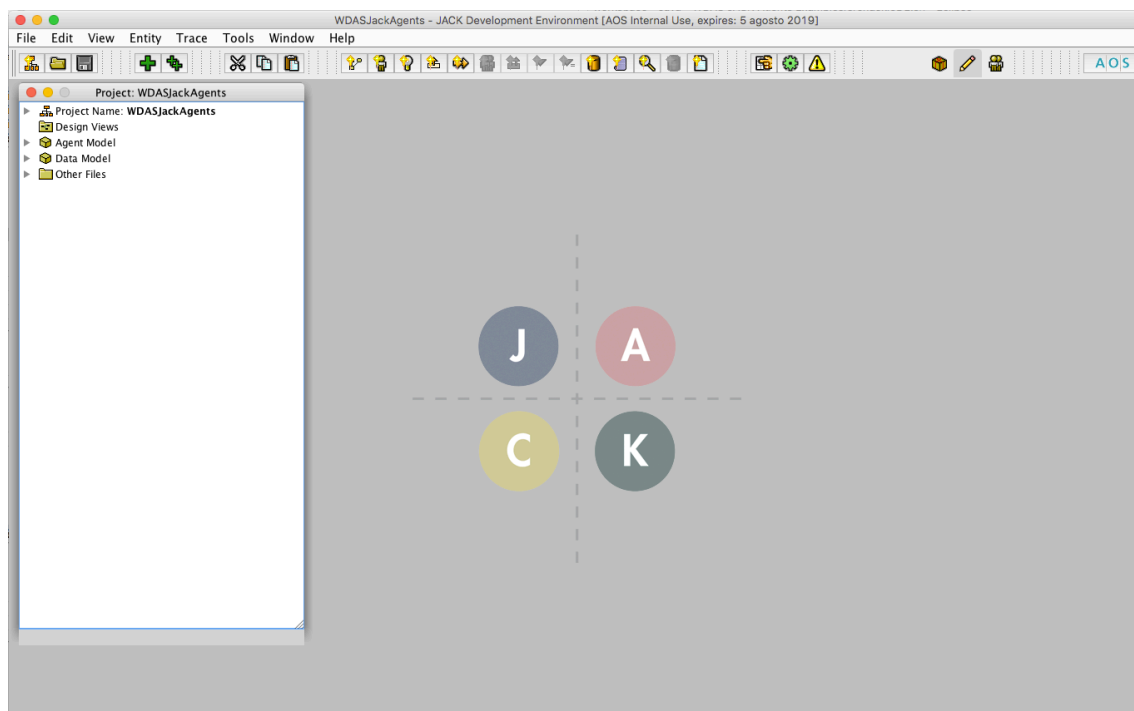 WDASJackAgents - JACK Development Environment [AOS Internal Use, expires: 5 agosto 2019]
File Edit View Entity Trace Tools Window Help
AOS
Project: WDASJackAgents
Project Name: WDASJackAgents
Design Views
Agent Model
Data Model
Other Files
J A
C K